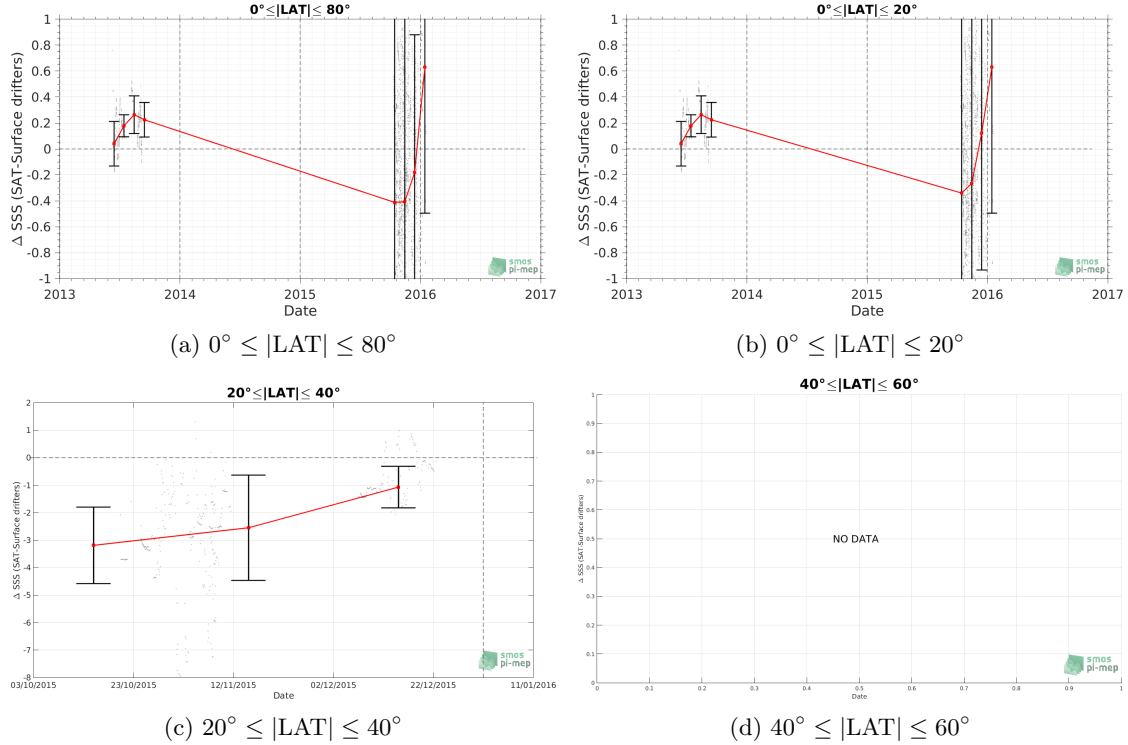 0°≤|LAT|≤ 80°
Δ SSS (SAT-Surface drifters)
1
0.8
0.6
0.4
0.2
0
-0.2
-0.4
-0.6
-0.8
-1
2013 2014 2015 2016 2017
Date
smos
pi-mep
(a) 0° ≤ |LAT| ≤ 80°
0°≤|LAT|≤ 20°
Δ SSS (SAT-Surface drifters)
1
0.8
0.6
0.4
0.2
0
-0.2
-0.4
-0.6
-0.8
-1
2013 2014 2015 2016 2017
Date
smos
pi-mep
(b) 0° ≤ |LAT| ≤ 20°
20°≤|LAT|≤ 40°
Δ SSS (SAT-Surface drifters)
2
1
0
-1
-2
-3
-4
-5
-6
-7
-8
03/10/2015 23/10/2015 12/11/2015 02/12/2015 22/12/2015 11/01/2016
Date
smos
pi-mep
(c) 20° ≤ |LAT| ≤ 40°
40°≤|LAT|≤ 60°
Δ SSS (SAT-Surface drifters)
1
0.9
0.8
0.7
0.6
0.5
0.4
0.3
0.2
0.1
0
NO DATA
0 0.1 0.2 0.3 0.4 0.5 0.6 0.7 0.8 0.9 1
Date
smos
pi-mep
(d) 40° ≤ |LAT| ≤ 60°